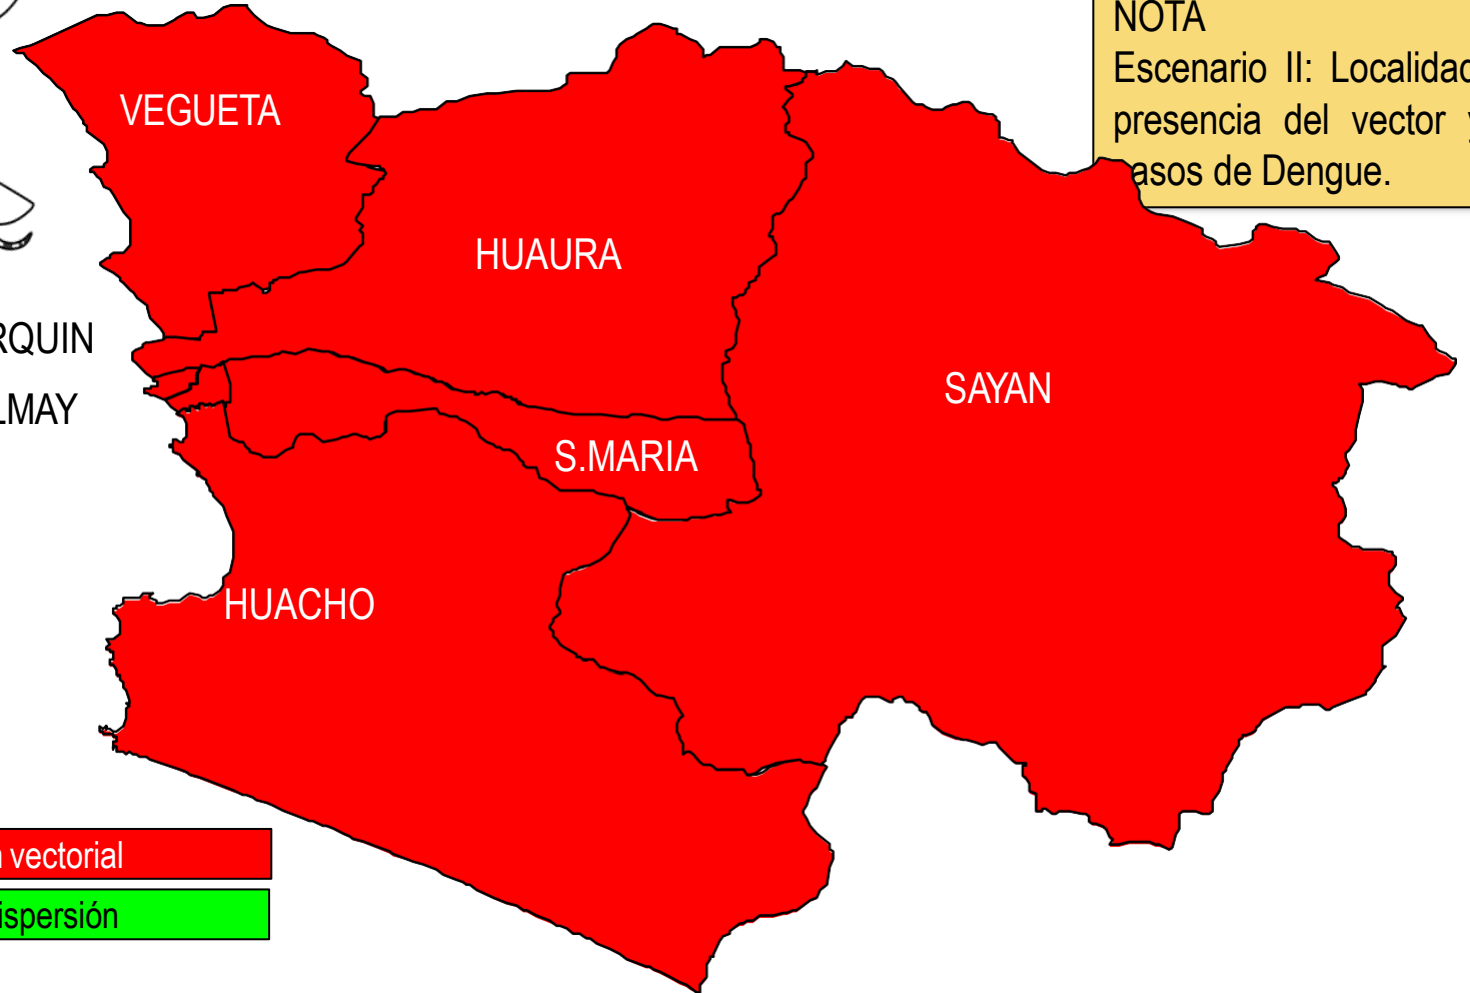 NOTA
Escenario II: Localidad
presencia del vector y
asos de Dengue.
VEGUETA
HUAURA
RQUIN
LMAY
SAYAN
S.MARIA
HUACHO
vectorial
ispersión